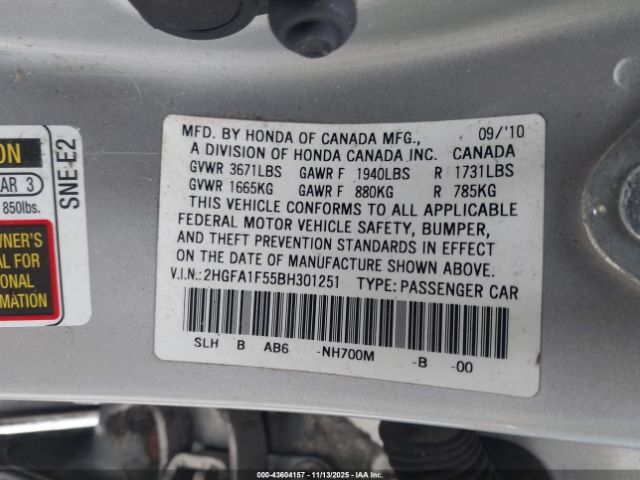 ON
AR 3
850lbs.
WNER'S
AL FOR
ONAL
MATION
SNE-E2
MFD. BY HONDA OF CANADA MFG., 09/'10
A DIVISION OF HONDA CANADA INC. CANADA
GVWR 3671LBS GAWR F 1940LBS R 1731LBS
GVWR 1665KG GAWR F 880KG R 785KG
THIS VEHICLE CONFORMS TO ALL APPLICABLE
FEDERAL MOTOR VEHICLE SAFETY, BUMPER,
AND THEFT PREVENTION STANDARDS IN EFFECT
ON THE DATE OF MANUFACTURE SHOWN ABOVE.
V.I.N.: 2HGFA1F55BH301251 TYPE: PASSENGER CAR
SLH B AB6 -NH700M -B -00
000-43604157 - 11/13/2025 - © IAA, INC.